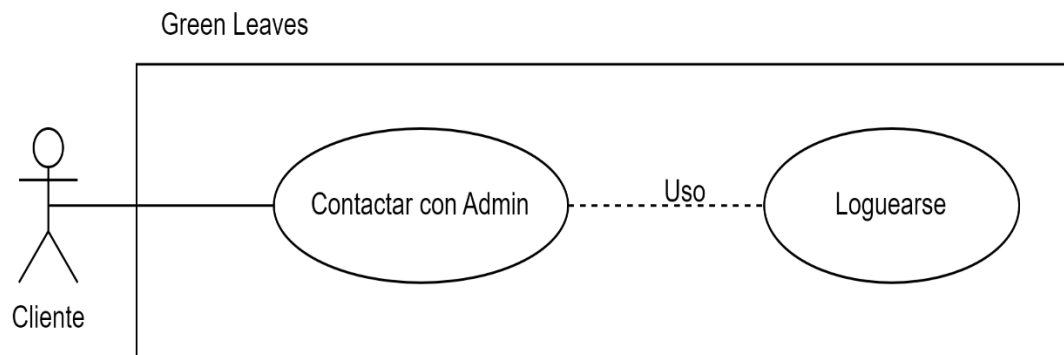 Green Leaves
Contactar con Admin
Uso
Loguearse
Cliente